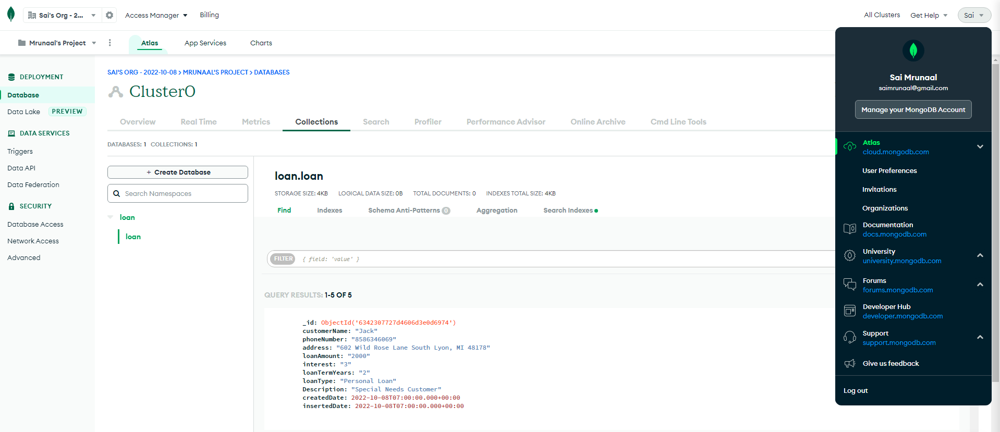 Sai's Org - 2...
Access Manager
Billing
All Clusters
Get Help
Sai
Mrunaal's Project
Atlas
App Services
Charts
DEPLOYMENT
Database
Data Lake PREVIEW
DATA SERVICES
Triggers
Data API
Data Federation
SECURITY
Database Access
Network Access
Advanced
SAI'S ORG - 2022-10-08 > MRUNAAL'S PROJECT > DATABASES
Cluster0
Overview
Real Time
Metrics
Collections
Search
Profiler
Performance Advisor
Online Archive
Cmd Line Tools
DATABASES: 1 COLLECTIONS: 1
+ Create Database
Search Namespaces
loan
loan
loan.loan
STORAGE SIZE: 4KB LOGICAL DATA SIZE: 0B TOTAL DOCUMENTS: 0 INDEXES TOTAL SIZE: 4KB
Find
Indexes
Schema Anti-Patterns 0
Aggregation
Search Indexes
FILTER { field: 'value' }
QUERY RESULTS: 1-5 OF 5
_id: ObjectId('6342307727d4606d3e0d6974')
customerName: "Jack"
phoneNumber: "8586346069"
address: "602 Wild Rose Lane South Lyon, MI 48178"
loanAmount: "2000"
interest: "3"
loanTermYears: "2"
loanType: "Personal Loan"
Description: "Special Needs Customer"
createdDate: 2022-10-08T07:00:00.000+00:00
insertedDate: 2022-10-08T07:00:00.000+00:00
Sai Mrunaal
saimrunaal@gmail.com
Manage your MongoDB Account
Atlas
cloud.mongodb.com
User Preferences
Invitations
Organizations
Documentation
docs.mongodb.com
University
university.mongodb.com
Forums
forums.mongodb.com
Developer Hub
developer.mongodb.com
Support
support.mongodb.com
Give us feedback
Log out